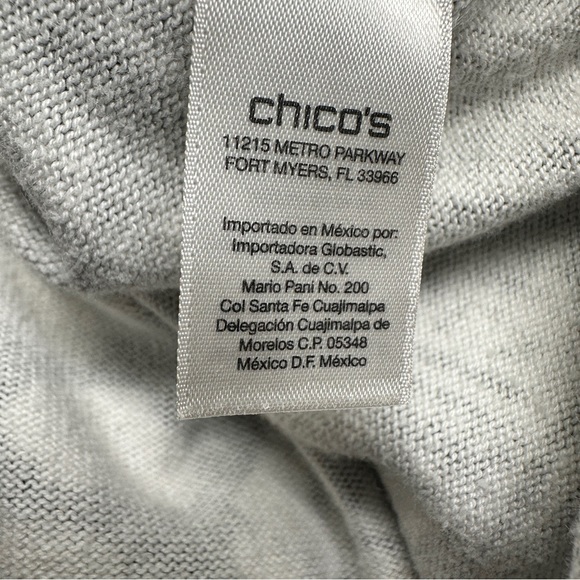 chico's
11215 METRO PARKWAY
FORT MYERS, FL 33966
Importado en México por:
Importadora Globastic,
S.A. de C.V.
Mario Pani No. 200
Col Santa Fe Cuajimalpa
Delegación Cuajimalpa de
Morelos C.P. 05348
México D.F. México